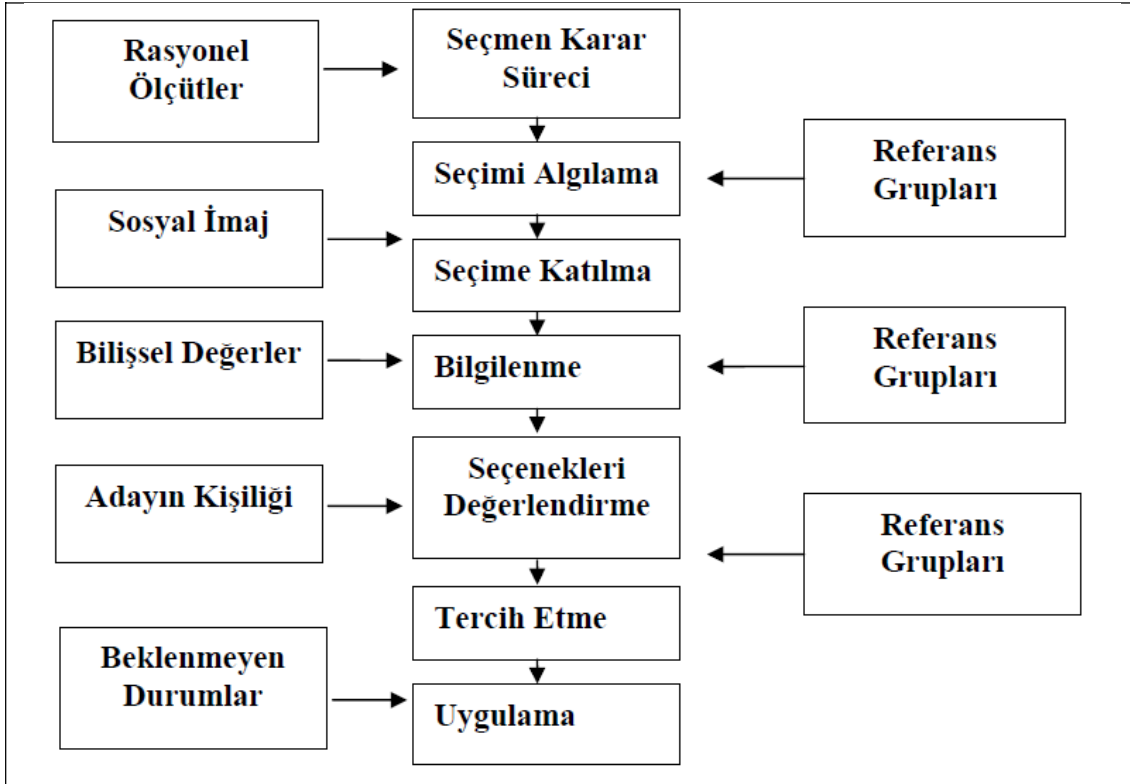 Rasyonel
Ölçütler
Seçmen Karar
Süreci
Seçimi Algılama
Referans
Grupları
Sosyal İmaj
Seçime Katılma
Bilişsel Değerler
Bilgilenme
Referans
Grupları
Adayın Kişiliği
Seçenekleri
Değerlendirme
Referans
Grupları
Tercih Etme
Beklenmeyen
Durumlar
Uygulama